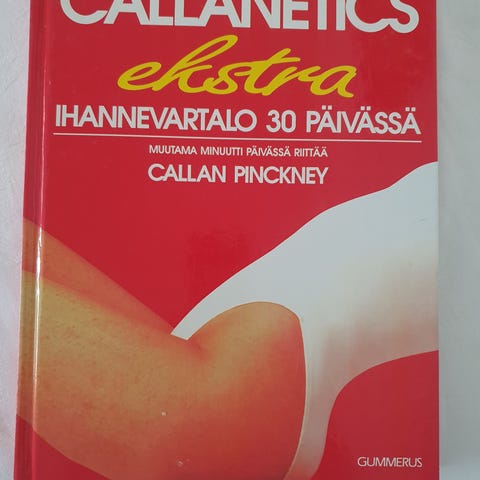 CALLANETICS
ekstra
IHANNEVARTALO 30 PÄIVÄSSÄ
MUUTAMA MINUUTTI PÄIVÄSSÄ RIITTÄÄ
CALLAN PINCKNEY
GUMMERUS